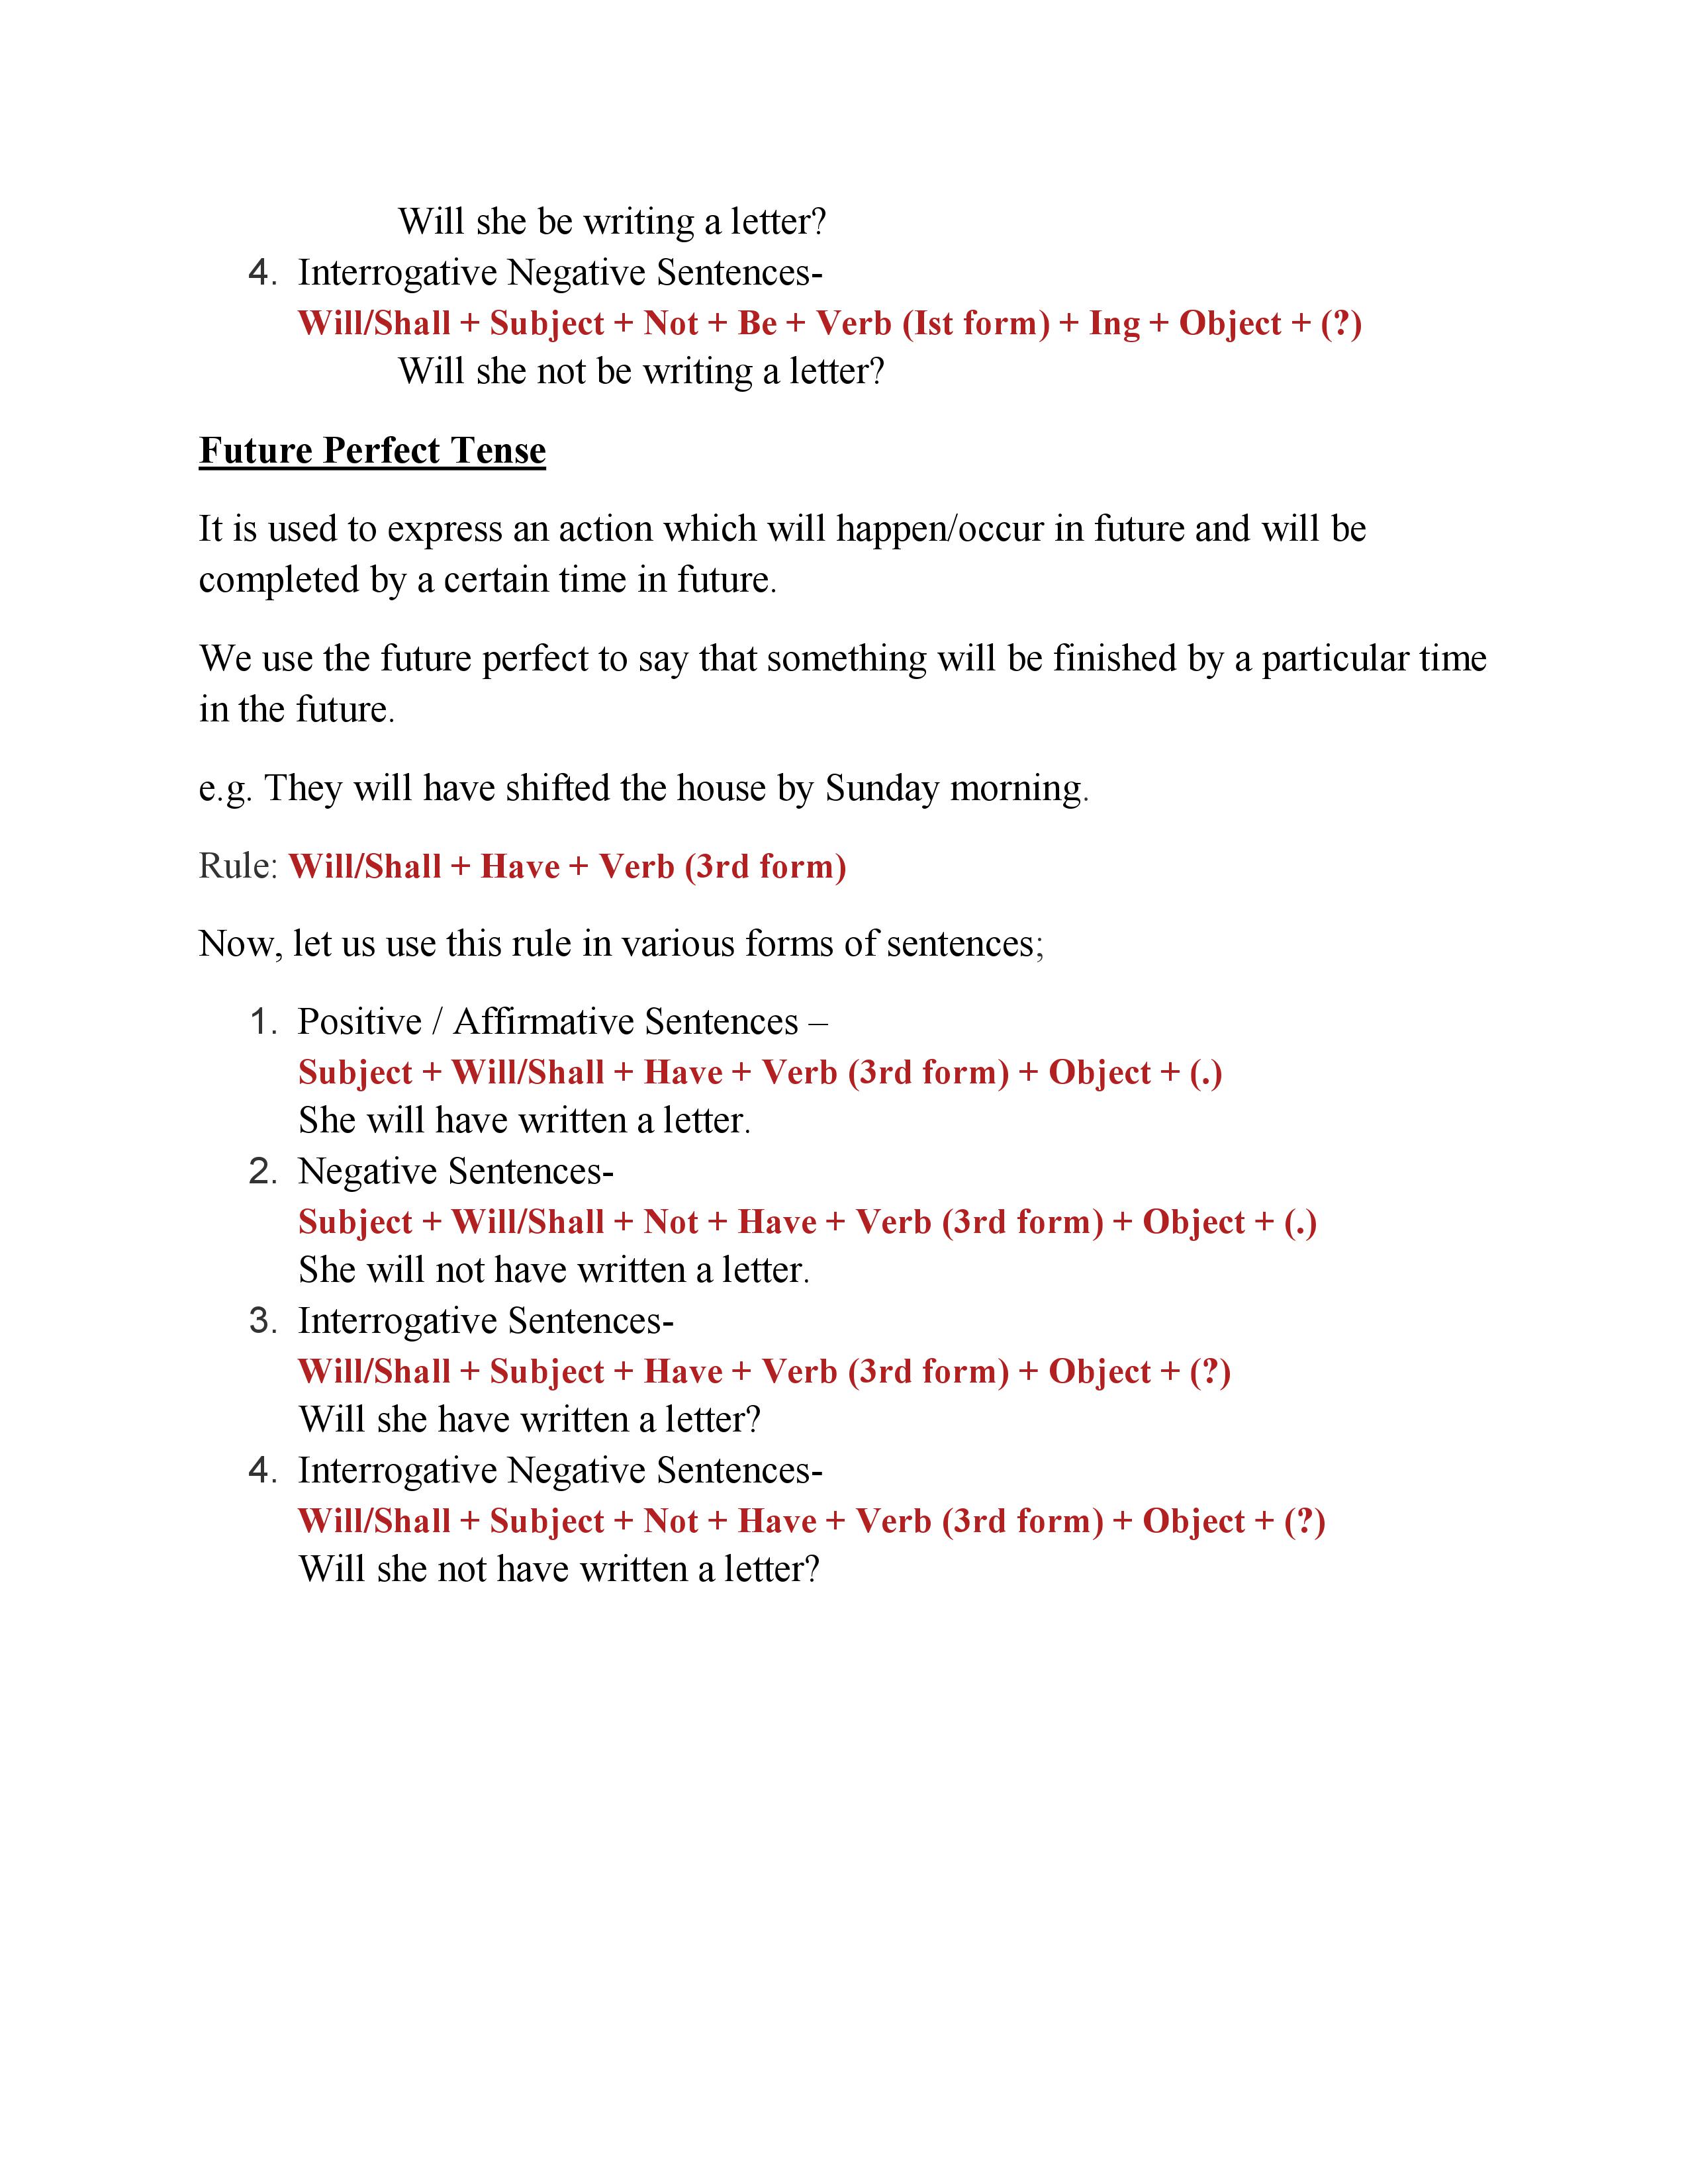 Will she be writing a letter?
4. Interrogative Negative Sentences-
Will/Shall + Subject + Not + Be + Verb (Ist form) + Ing + Object + (?)
Will she not be writing a letter?
Future Perfect Tense
It is used to express an action which will happen/occur in future and will be
completed by a certain time in future.
We use the future perfect to say that something will be finished by a particular time
in the future.
e.g. They will have shifted the house by Sunday morning.
Rule: Will/Shall + Have + Verb (3rd form)
Now, let us use this rule in various forms of sentences;
1. Positive / Affirmative Sentences –
Subject + Will/Shall + Have + Verb (3rd form) + Object + (.)
She will have written a letter.
2. Negative Sentences-
Subject + Will/Shall + Not + Have + Verb (3rd form) + Object + (.)
She will not have written a letter.
3. Interrogative Sentences-
Will/Shall + Subject + Have + Verb (3rd form) + Object + (?)
Will she have written a letter?
4. Interrogative Negative Sentences-
Will/Shall + Subject + Not + Have + Verb (3rd form) + Object + (?)
Will she not have written a letter?